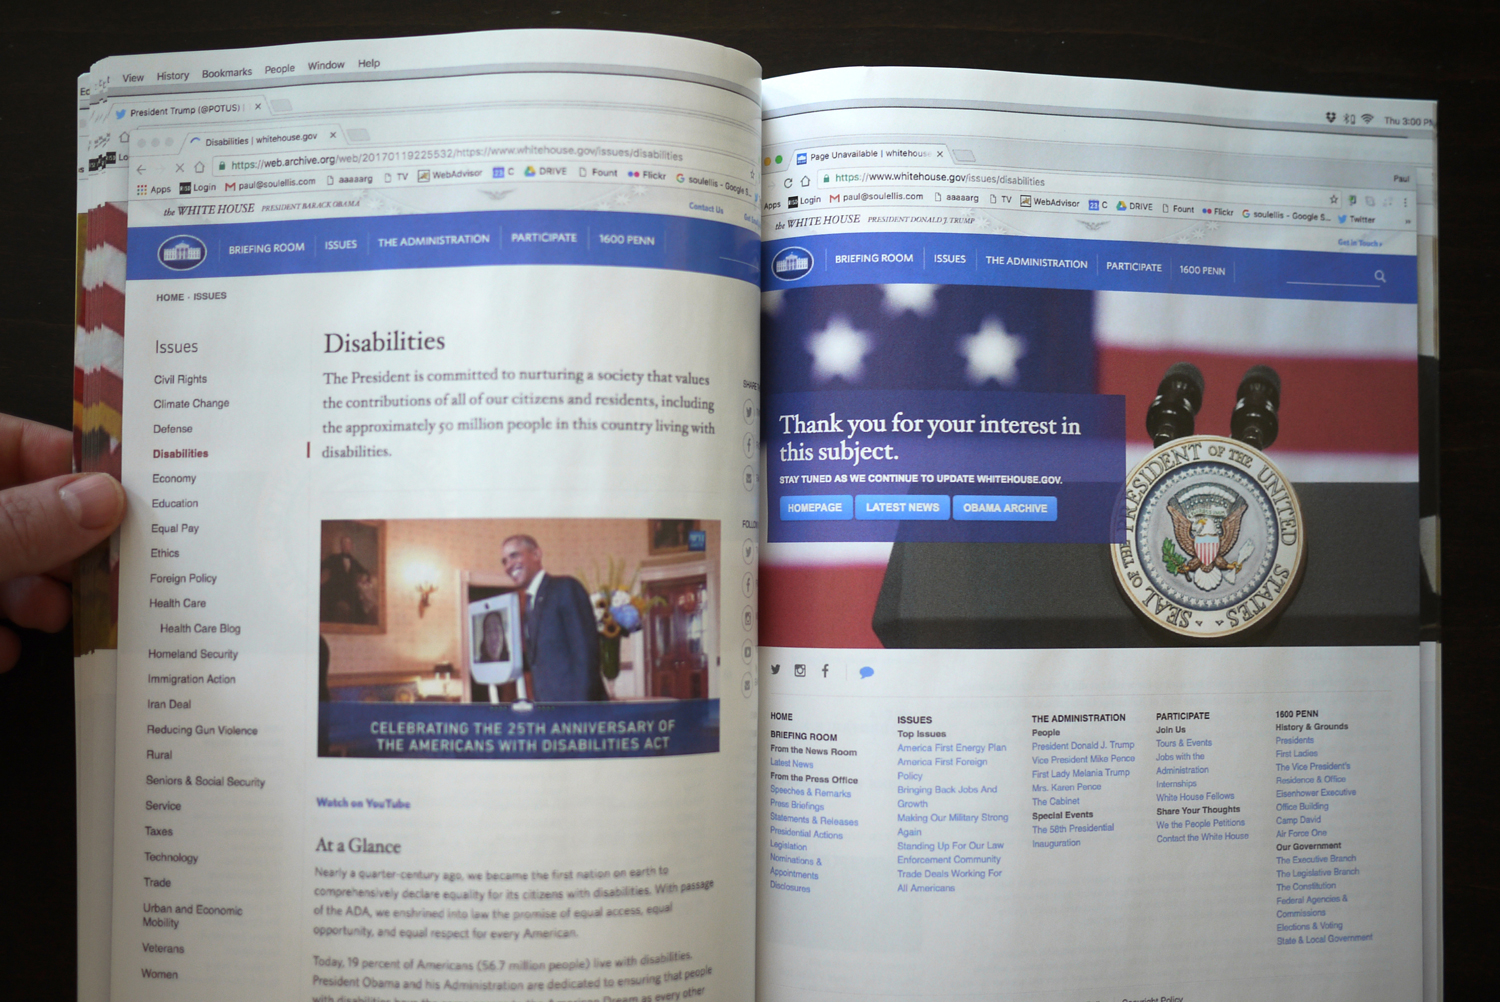 View History Bookmarks People Window Help
President Trump (@POTUS) |
Disabilities | whitehouse.gov
https://web.archive.org/web/20170119225532/https://www.whitehouse.gov/issues/disabilities
Apps Login paul@soulellis.com aaaaarg TV WebAdvisor C DRIVE Fount Flickr soulellis - Google S...
the WHITE HOUSE PRESIDENT BARACK OBAMA
Contact Us
BRIEFING ROOM ISSUES THE ADMINISTRATION PARTICIPATE 1600 PENN
HOME · ISSUES
Issues
Civil Rights
Climate Change
Defense
Disabilities
Economy
Education
Equal Pay
Ethics
Foreign Policy
Health Care
Health Care Blog
Homeland Security
Immigration Action
Iran Deal
Reducing Gun Violence
Rural
Seniors & Social Security
Service
Taxes
Technology
Trade
Urban and Economic
Mobility
Veterans
Women
Disabilities
The President is committed to nurturing a society that values
the contributions of all of our citizens and residents, including
the approximately 50 million people in this country living with
disabilities.
CELEBRATING THE 25TH ANNIVERSARY OF
THE AMERICANS WITH DISABILITIES ACT
Watch on YouTube
At a Glance
Nearly a quarter-century ago, we became the first nation on earth to
comprehensively declare equality for its citizens with disabilities. With passage
of the ADA, we enshrined into law the promise of equal access, equal
opportunity, and equal respect for every American.
Today, 19 percent of Americans (56.7 million people) live with disabilities.
President Obama and his Administration are dedicated to ensuring that people
Dream as every other
Thu 3:00 PM
Page Unavailable | whitehouse
Paul
https://www.whitehouse.gov/issues/disabilities
Apps Login paul@soulellis.com aaaaarg TV WebAdvisor C DRIVE Fount Flickr soulellis - Google S... Twitter
the WHITE HOUSE PRESIDENT DONALD J. TRUMP
Get in Touch
BRIEFING ROOM ISSUES THE ADMINISTRATION PARTICIPATE 1600 PENN
Thank you for your interest in
this subject.
STAY TUNED AS WE CONTINUE TO UPDATE WHITEHOUSE.GOV.
HOMEPAGE LATEST NEWS OBAMA ARCHIVE
SEAL OF THE PRESIDENT OF THE UNITED STATES
HOME
BRIEFING ROOM
From the News Room
Latest News
From the Press Office
Speeches & Remarks
Press Briefings
Statements & Releases
Presidential Actions
Legislation
Nominations &
Appointments
Disclosures
ISSUES
Top Issues
America First Energy Plan
America First Foreign
Policy
Bringing Back Jobs And
Growth
Making Our Military Strong
Again
Standing Up For Our Law
Enforcement Community
Trade Deals Working For
All Americans
THE ADMINISTRATION
People
President Donald J. Trump
Vice President Mike Pence
First Lady Melania Trump
Mrs. Karen Pence
The Cabinet
Special Events
The 58th Presidential
Inauguration
PARTICIPATE
Join Us
Tours & Events
Jobs with the
Administration
Internships
White House Fellows
Share Your Thoughts
We the People Petitions
Contact the White House
1600 PENN
History & Grounds
Presidents
First Ladies
The Vice President's
Residence & Office
Eisenhower Executive
Office Building
Camp David
Air Force One
Our Government
The Executive Branch
The Legislative Branch
The Constitution
Federal Agencies &
Commissions
Elections & Voting
State & Local Government
Copyright Policy